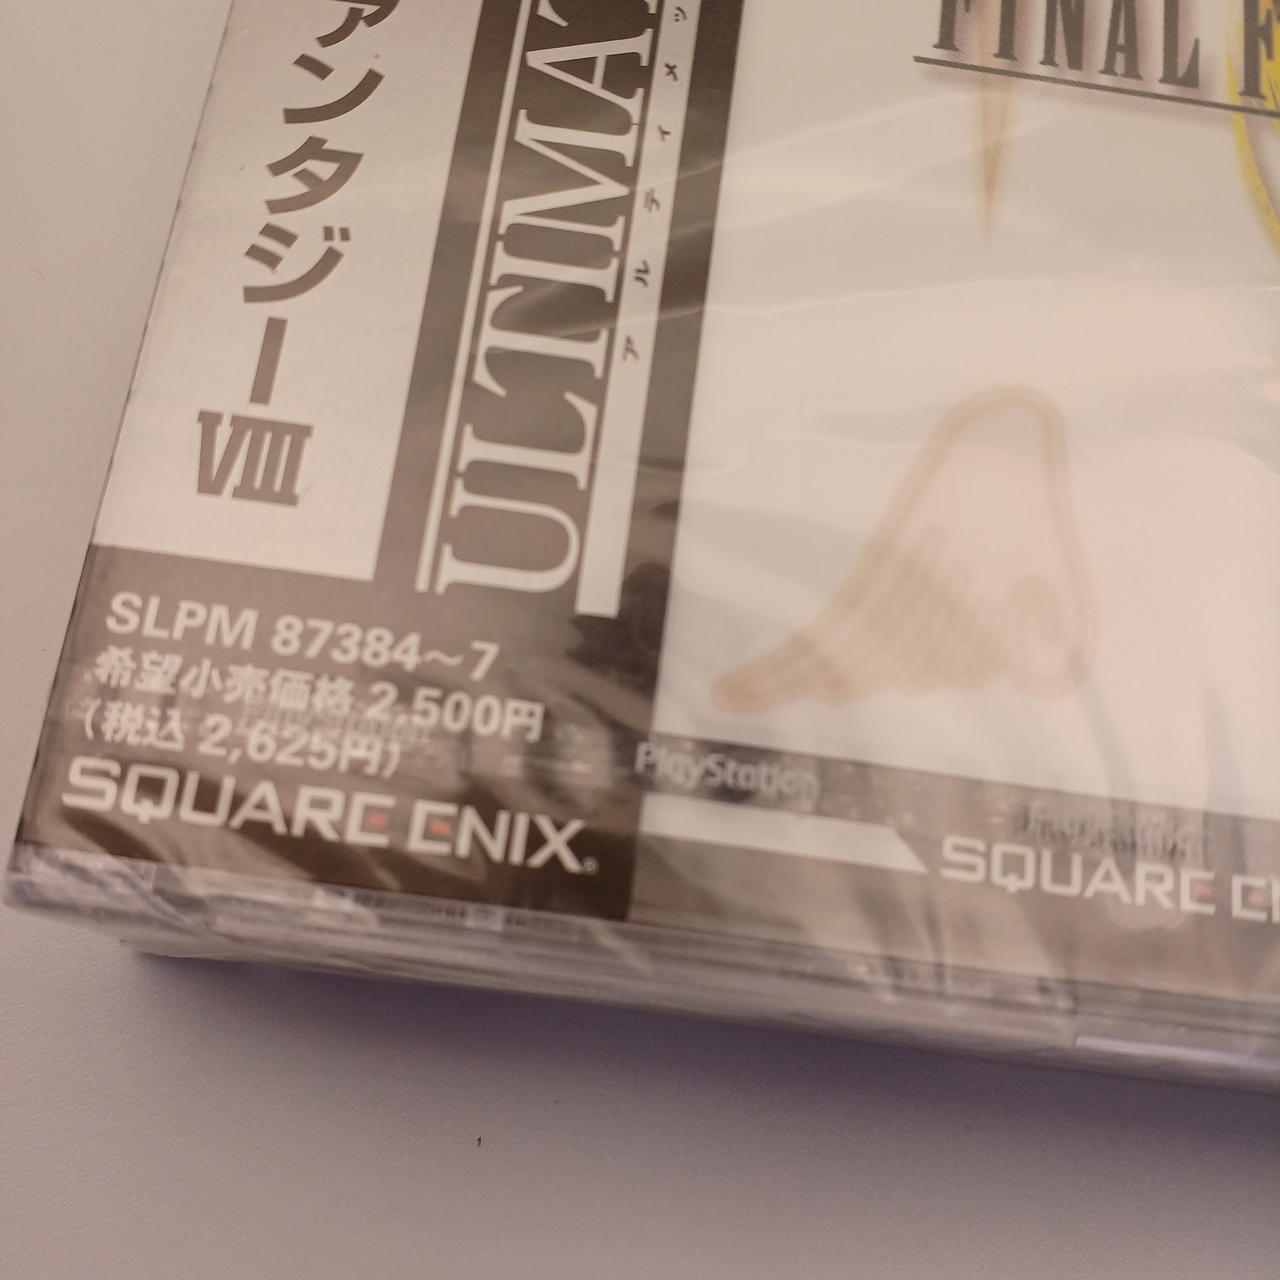 ァンタジーVIII
ULTIMAT
アルティメッ
FINAL F
SLPM 87384~7
希望小売価格 2,500円
(税込 2,625円)
SQUARE ENIX
PlayStation
SQUARE EN